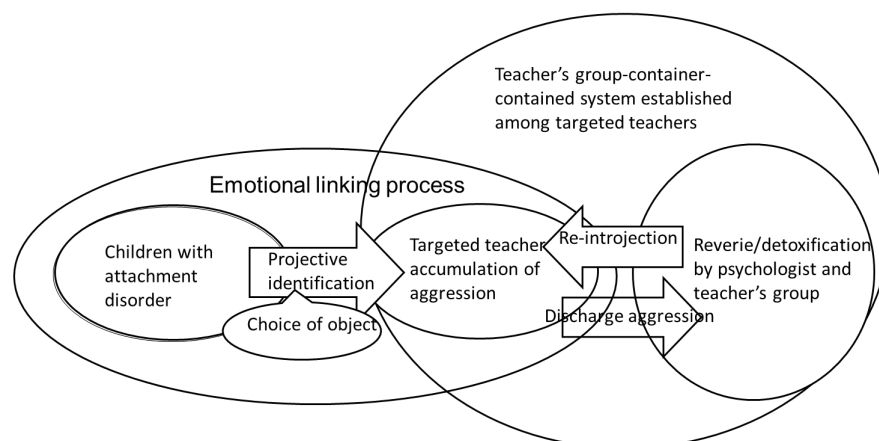 Teacher's group-container-
contained system established
among targeted teachers
Emotional linking process
Children with
attachment
disorder
Projective
identification
Choice of object
Targeted teacher
accumulation of
aggression
Re-introjection
Discharge aggression
Reverie/detoxification
by psychologist and
teacher's group